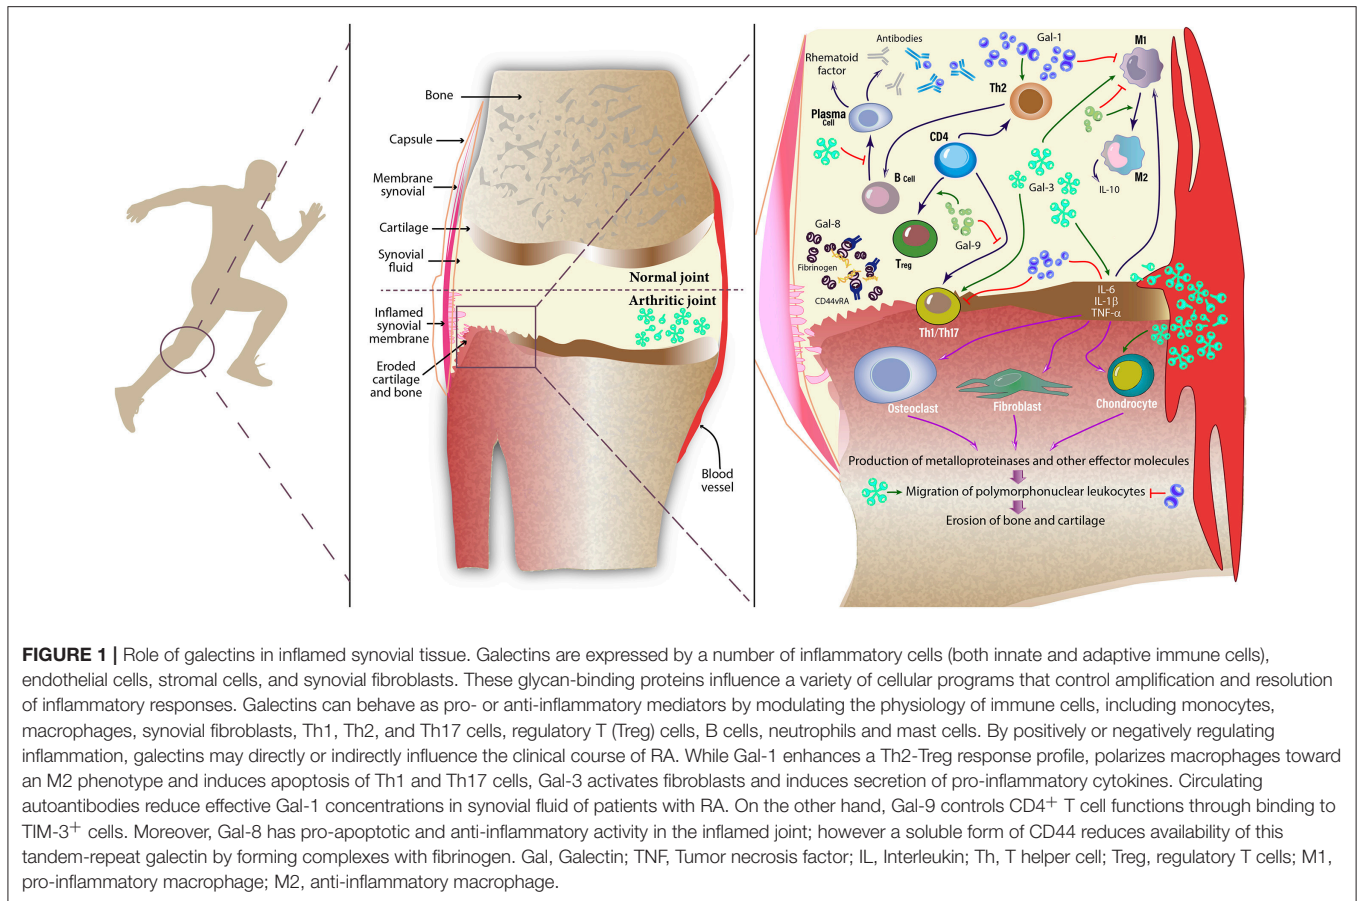 Bone
Capsule
Membrane
synovial
Cartilage
Synovial
fluid
Normal joint
Arthritic joint
Inflamed
synovial
membrane
Eroded
cartilage
and bone
Blood
vessel
Antibodies
Rhematoid
factor
Gal-1
M1
Th2
Plasma
Cell
CD4
B Cell
M2
IL-10
Gal-3
Gal-8
Gal-9
Treg
Fibrinogen
CD44vRA
IL-6
IL-1β
TNF-α
Th1/Th17
Osteoclast
Fibroblast
Chondrocyte
Production of metalloproteinases and other effector molecules
Migration of polymorphonuclear leukocytes
Erosion of bone and cartilage
FIGURE 1 | Role of galectins in inflamed synovial tissue. Galectins are expressed by a number of inflammatory cells (both innate and adaptive immune cells),
endothelial cells, stromal cells, and synovial fibroblasts. These glycan-binding proteins influence a variety of cellular programs that control amplification and resolution
of inflammatory responses. Galectins can behave as pro- or anti-inflammatory mediators by modulating the physiology of immune cells, including monocytes,
macrophages, synovial fibroblasts, Th1, Th2, and Th17 cells, regulatory T (Treg) cells, B cells, neutrophils and mast cells. By positively or negatively regulating
inflammation, galectins may directly or indirectly influence the clinical course of RA. While Gal-1 enhances a Th2-Treg response profile, polarizes macrophages toward
an M2 phenotype and induces apoptosis of Th1 and Th17 cells, Gal-3 activates fibroblasts and induces secretion of pro-inflammatory cytokines. Circulating
autoantibodies reduce effective Gal-1 concentrations in synovial fluid of patients with RA. On the other hand, Gal-9 controls CD4+ T cell functions through binding to
TIM-3+ cells. Moreover, Gal-8 has pro-apoptotic and anti-inflammatory activity in the inflamed joint; however a soluble form of CD44 reduces availability of this
tandem-repeat galectin by forming complexes with fibrinogen. Gal, Galectin; TNF, Tumor necrosis factor; IL, Interleukin; Th, T helper cell; Treg, regulatory T cells; M1,
pro-inflammatory macrophage; M2, anti-inflammatory macrophage.